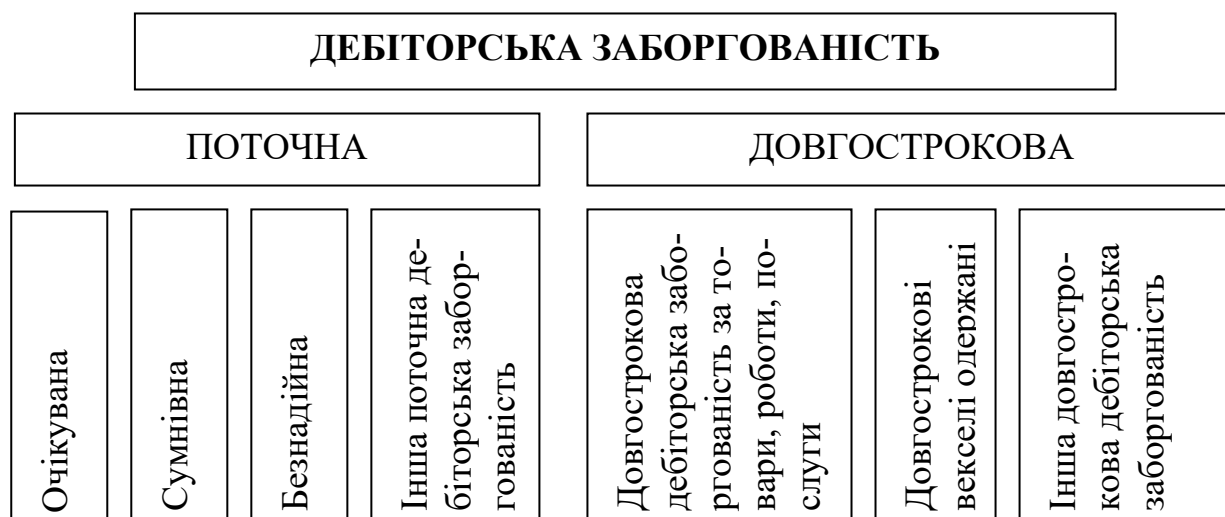 ДЕБІТОРСЬКА ЗАБОРГОВАНІСТЬ
ПОТОЧНА
ДОВГОСТРОКОВА
Очікувана
Сумнівна
Безнадійна
Інша поточна де-
біторська забор-
гованість
Довгострокова
дебіторська забо-
ргованість за то-
вари, роботи, по-
слуги
Довгострокові
векселі одержані
Інша довгостро-
кова дебіторська
заборгованість